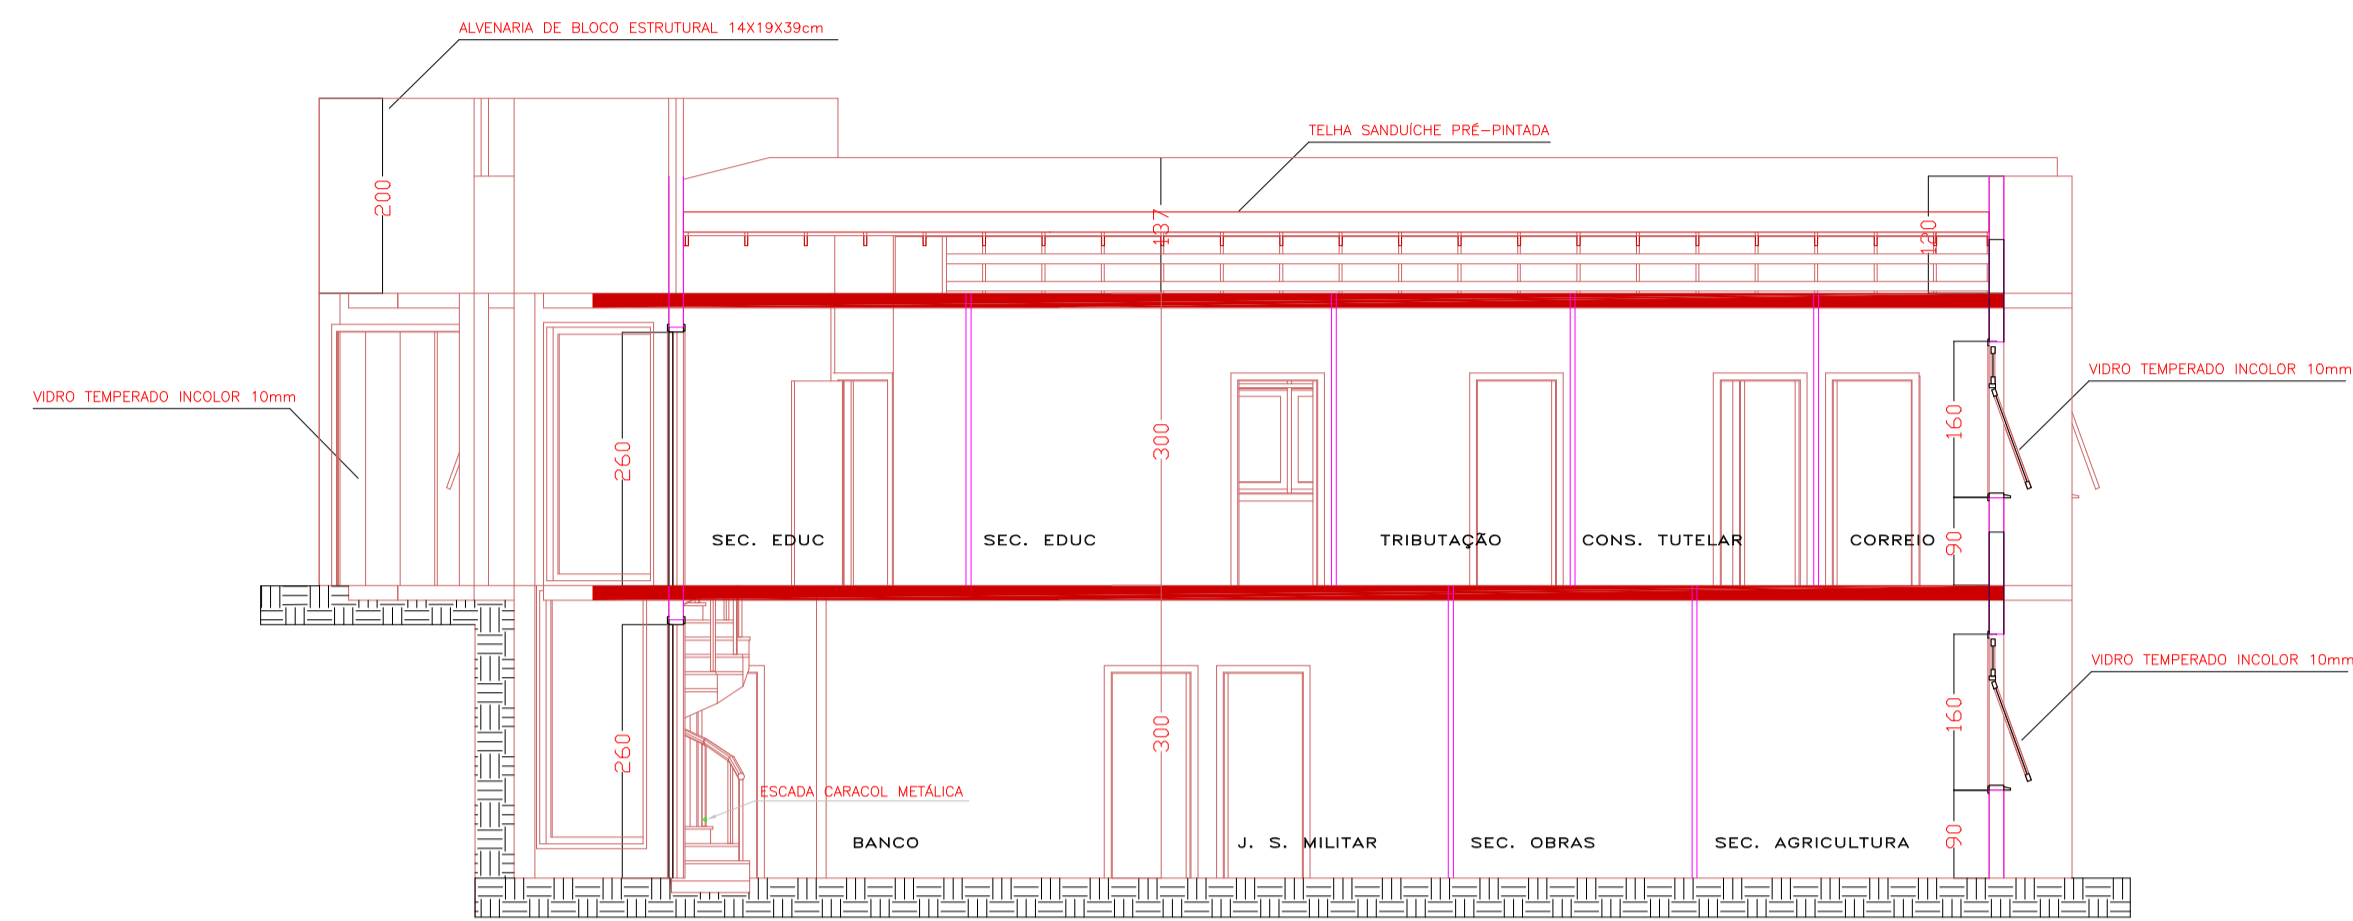 ALVENARIA DE BLOCO ESTRUTURAL 14X19X39cm
TELHA SANDUÍCHE PRÉ-PINTADA
200
137
120
VIDRO TEMPERADO INCOLOR 10mm
VIDRO TEMPERADO INCOLOR 10mm
260
300
160
SEC. EDUC
SEC. EDUC
TRIBUTAÇÃO
CONS. TUTELAR
CORREIO
90
VIDRO TEMPERADO INCOLOR 10mm
260
300
160
ESCADA CARACOL METÁLICA
BANCO
J. S. MILITAR
SEC. OBRAS
SEC. AGRICULTURA
90